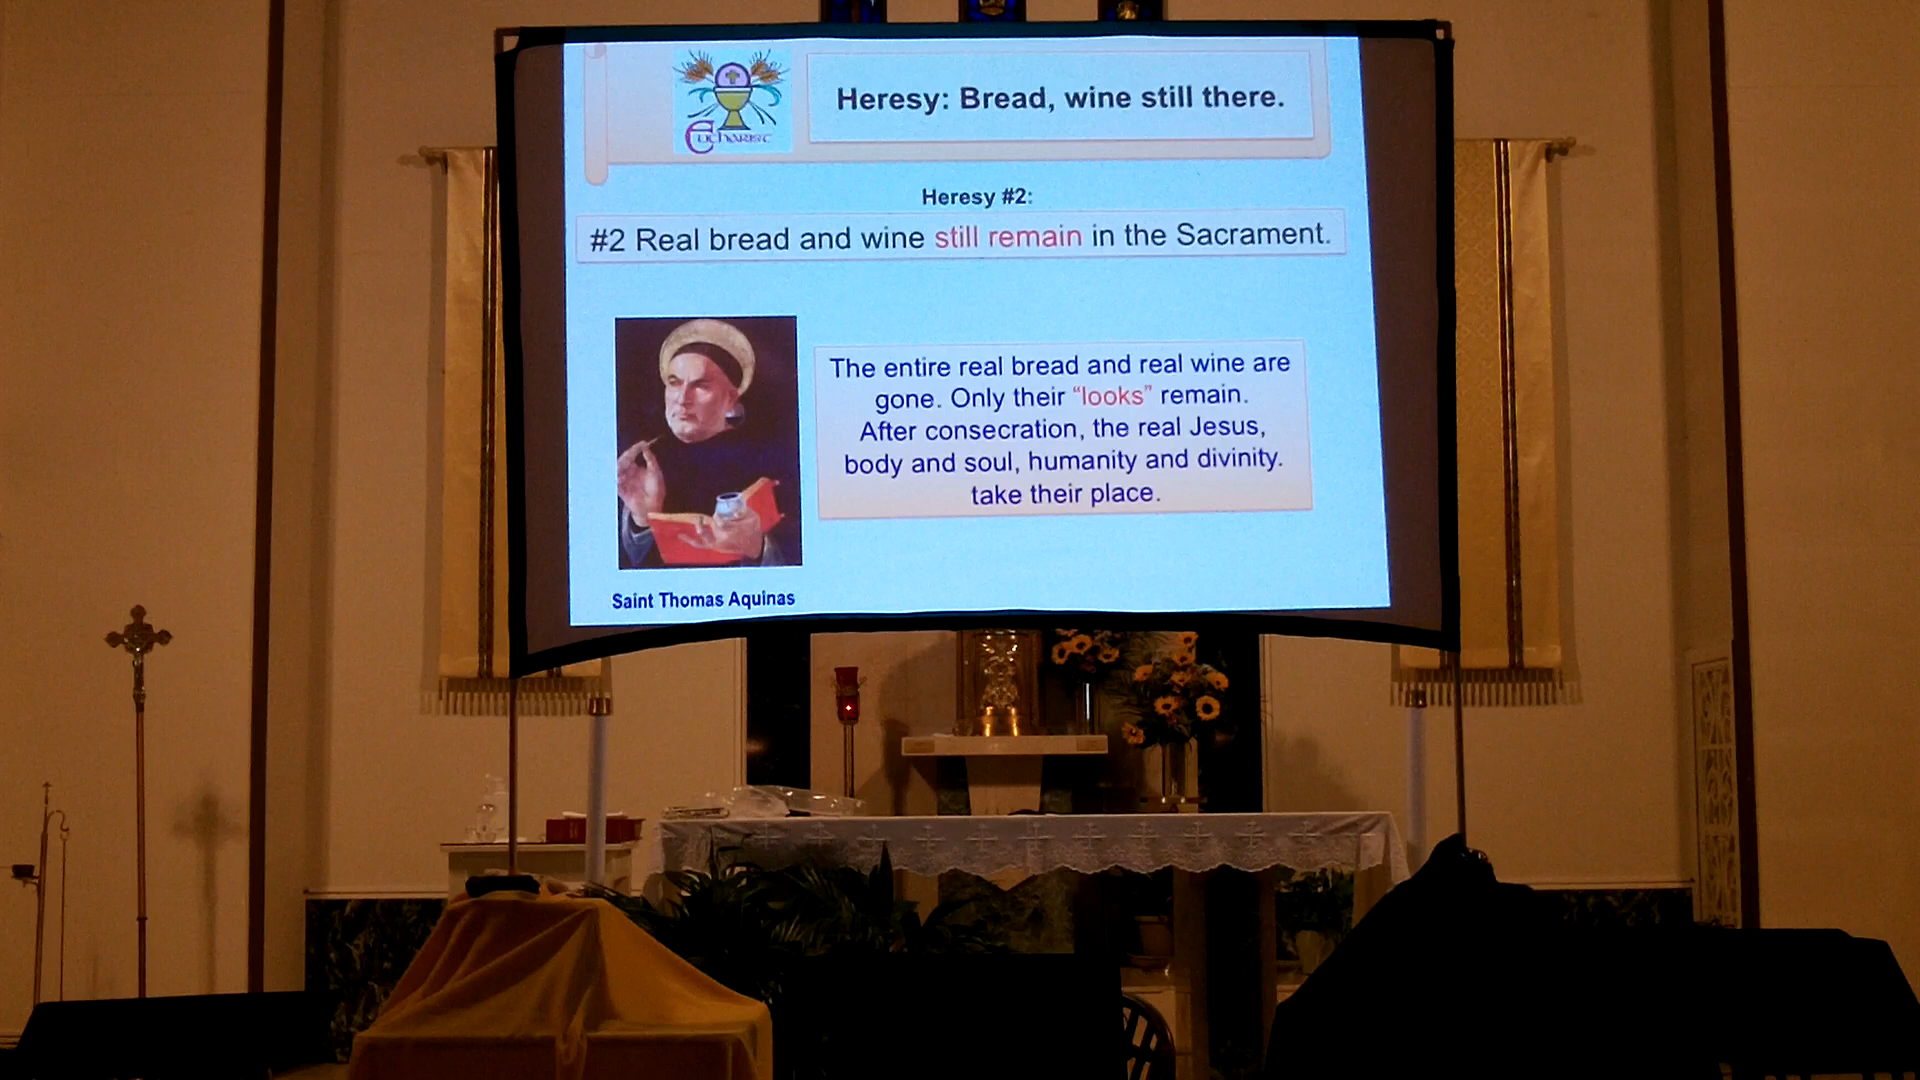 Eucharist
Heresy: Bread, wine still there.
Heresy #2:
#2 Real bread and wine still remain in the Sacrament.
The entire real bread and real wine are
gone. Only their “looks” remain.
After consecration, the real Jesus,
body and soul, humanity and divinity.
take their place.
Saint Thomas Aquinas